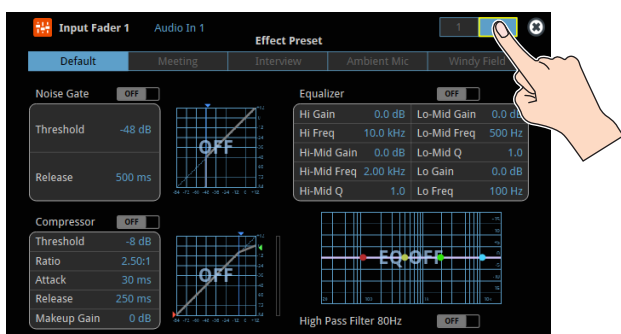 Input Fader 1 Audio In 1 1
Effect Preset
Default Meeting Interview Ambient Mic Windy Field
Noise Gate OFF
Threshold -48 dB
Release 500 ms
OFF
Equalizer OFF
Hi Gain 0.0 dB Lo-Mid Gain 0.0 dB
Hi Freq 10.0 kHz Lo-Mid Freq 500 Hz
Hi-Mid Gain 0.0 dB Lo-Mid Q 1.0
Hi-Mid Freq 2.00 kHz Lo Gain 0.0 dB
Hi-Mid Q 1.0 Lo Freq 100 Hz
Compressor OFF
Threshold -8 dB
Ratio 2.50:1
Attack 30 ms
Release 250 ms
Makeup Gain 0 dB
OFF
EQ OFF
High Pass Filter 80Hz OFF